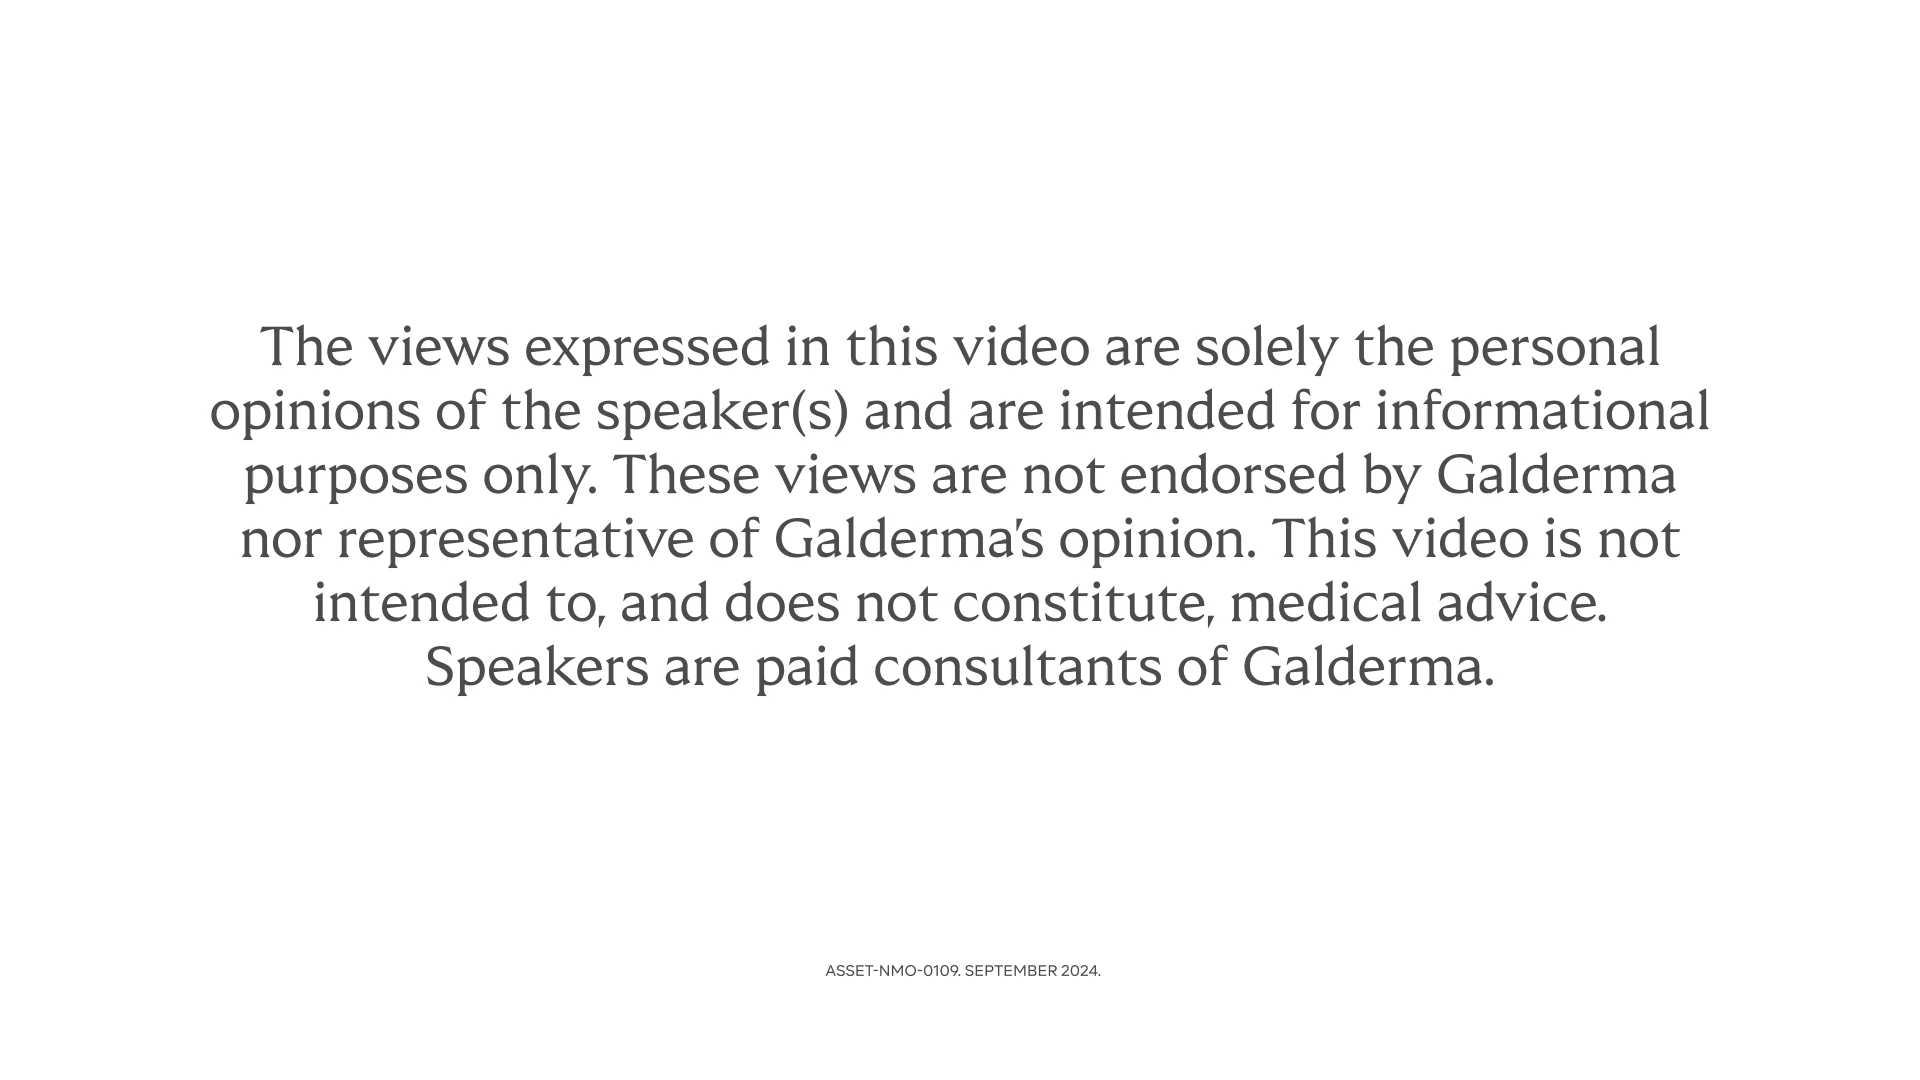 The views expressed in this video are solely the personal
opinions of the speaker(s) and are intended for informational
purposes only. These views are not endorsed by Galderma
nor representative of Galderma's opinion. This video is not
intended to, and does not constitute, medical advice.
Speakers are paid consultants of Galderma.
ASSET-NMO-0109. SEPTEMBER 2024.